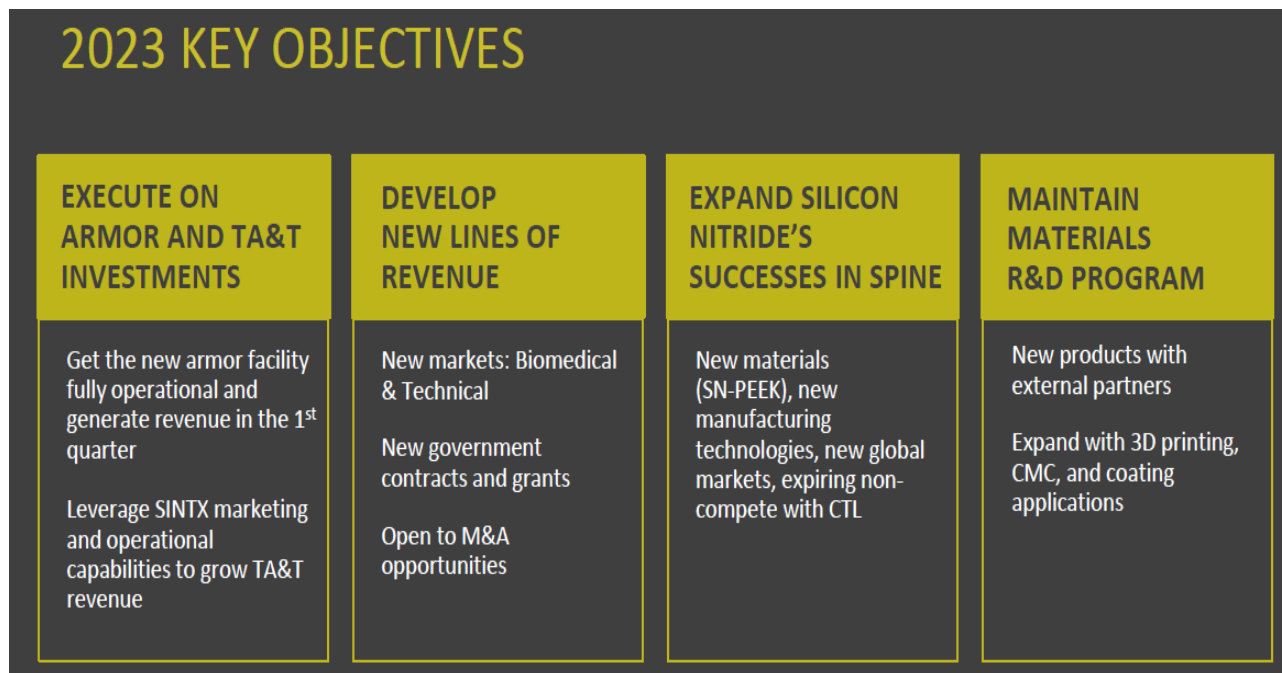 2023 KEY OBJECTIVES
EXECUTE ON
ARMOR AND TA&T
INVESTMENTS
Get the new armor facility
fully operational and
generate revenue in the 1st
quarter
Leverage SINTX marketing
and operational
capabilities to grow TA&T
revenue
DEVELOP
NEW LINES OF
REVENUE
New markets: Biomedical
& Technical
New government
contracts and grants
Open to M&A
opportunities
EXPAND SILICON
NITRIDE’S
SUCCESSES IN SPINE
New materials
(SN-PEEK), new
manufacturing
technologies, new global
markets, expiring non-
compete with CTL
MAINTAIN
MATERIALS
R&D PROGRAM
New products with
external partners
Expand with 3D printing,
CMC, and coating
applications